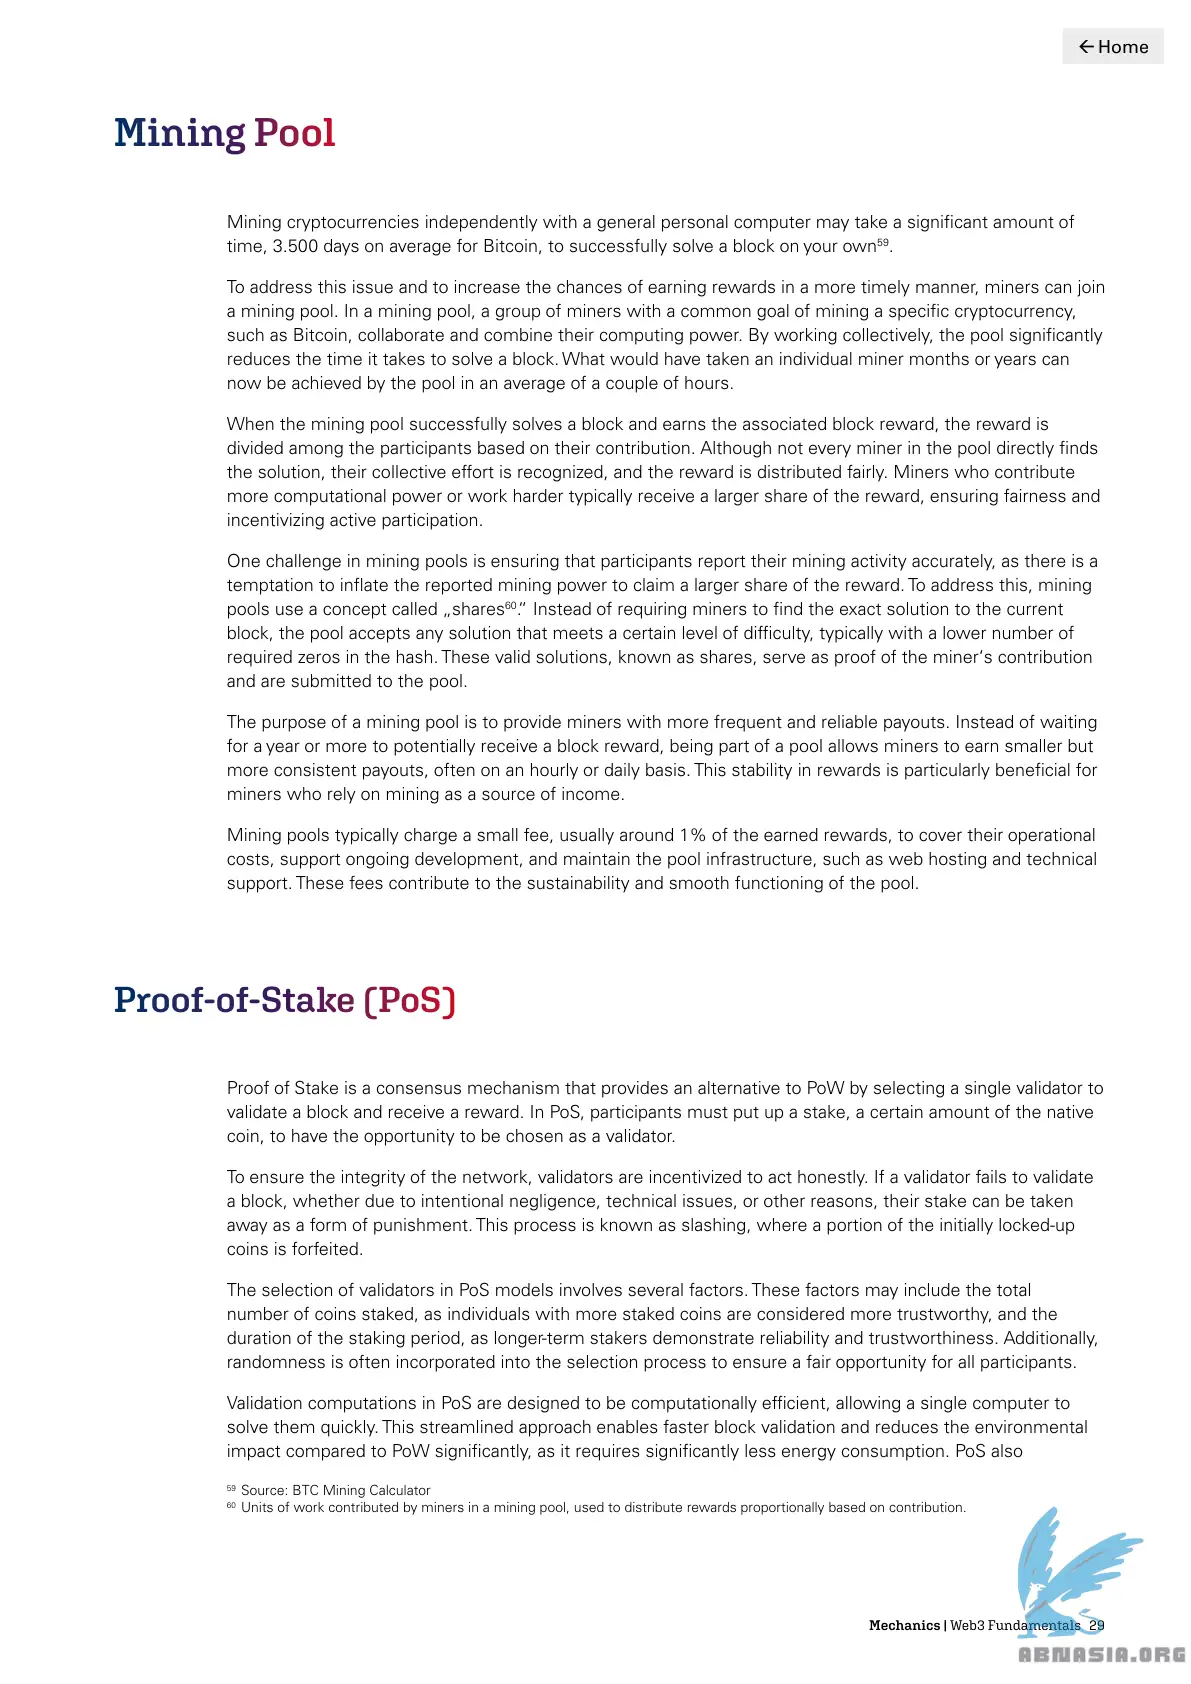 ← Home
Mining Pool
Mining cryptocurrencies independently with a general personal computer may take a significant amount of
time, 3.500 days on average for Bitcoin, to successfully solve a block on your own⁵⁹.
To address this issue and to increase the chances of earning rewards in a more timely manner, miners can join
a mining pool. In a mining pool, a group of miners with a common goal of mining a specific cryptocurrency,
such as Bitcoin, collaborate and combine their computing power. By working collectively, the pool significantly
reduces the time it takes to solve a block. What would have taken an individual miner months or years can
now be achieved by the pool in an average of a couple of hours.
When the mining pool successfully solves a block and earns the associated block reward, the reward is
divided among the participants based on their contribution. Although not every miner in the pool directly finds
the solution, their collective effort is recognized, and the reward is distributed fairly. Miners who contribute
more computational power or work harder typically receive a larger share of the reward, ensuring fairness and
incentivizing active participation.
One challenge in mining pools is ensuring that participants report their mining activity accurately, as there is a
temptation to inflate the reported mining power to claim a larger share of the reward. To address this, mining
pools use a concept called „shares⁶⁰.“ Instead of requiring miners to find the exact solution to the current
block, the pool accepts any solution that meets a certain level of difficulty, typically with a lower number of
required zeros in the hash. These valid solutions, known as shares, serve as proof of the miner‘s contribution
and are submitted to the pool.
The purpose of a mining pool is to provide miners with more frequent and reliable payouts. Instead of waiting
for a year or more to potentially receive a block reward, being part of a pool allows miners to earn smaller but
more consistent payouts, often on an hourly or daily basis. This stability in rewards is particularly beneficial for
miners who rely on mining as a source of income.
Mining pools typically charge a small fee, usually around 1% of the earned rewards, to cover their operational
costs, support ongoing development, and maintain the pool infrastructure, such as web hosting and technical
support. These fees contribute to the sustainability and smooth functioning of the pool.
Proof-of-Stake (PoS)
Proof of Stake is a consensus mechanism that provides an alternative to PoW by selecting a single validator to
validate a block and receive a reward. In PoS, participants must put up a stake, a certain amount of the native
coin, to have the opportunity to be chosen as a validator.
To ensure the integrity of the network, validators are incentivized to act honestly. If a validator fails to validate
a block, whether due to intentional negligence, technical issues, or other reasons, their stake can be taken
away as a form of punishment. This process is known as slashing, where a portion of the initially locked-up
coins is forfeited.
The selection of validators in PoS models involves several factors. These factors may include the total
number of coins staked, as individuals with more staked coins are considered more trustworthy, and the
duration of the staking period, as longer-term stakers demonstrate reliability and trustworthiness. Additionally,
randomness is often incorporated into the selection process to ensure a fair opportunity for all participants.
Validation computations in PoS are designed to be computationally efficient, allowing a single computer to
solve them quickly. This streamlined approach enables faster block validation and reduces the environmental
impact compared to PoW significantly, as it requires significantly less energy consumption. PoS also
⁵⁹ Source: BTC Mining Calculator
⁶⁰ Units of work contributed by miners in a mining pool, used to distribute rewards proportionally based on contribution.
Mechanics | Web3 Fundamentals 29
ABNASIA.ORG